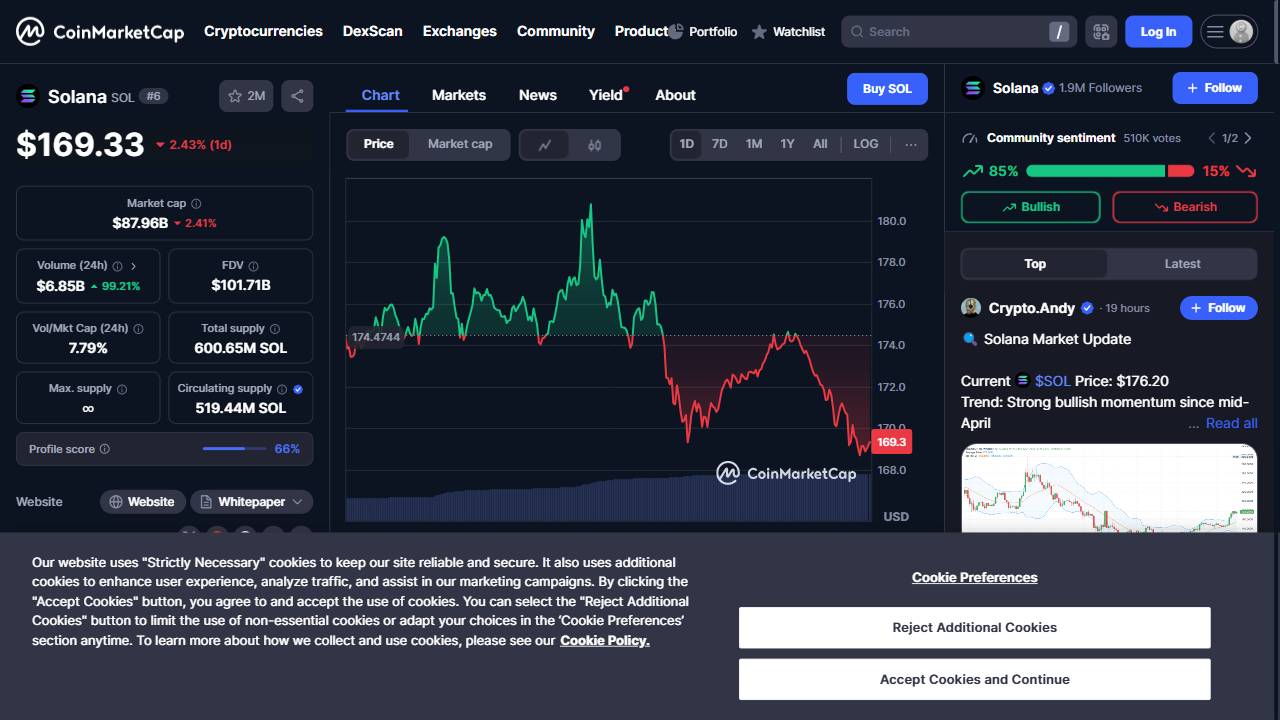 CoinMarketCap
Cryptocurrencies
DexScan
Exchanges
Community
Product
Portfolio
Watchlist
Search
/
Log In
Solana SOL #6
2M
$169.33
2.43% (1d)
Market cap
$87.96B 2.41%
Volume (24h)
$6.85B 99.21%
FDV
$101.71B
Vol/Mkt Cap (24h)
7.79%
Total supply
600.65M SOL
Max. supply
∞
Circulating supply
519.44M SOL
Profile score
66%
Website
Website
Whitepaper
Chart
Markets
News
Yield
About
Buy SOL
Price
Market cap
1D
7D
1M
1Y
All
LOG
...
180.0
178.0
176.0
174.4744
174.0
172.0
170.0
169.3
168.0
CoinMarketCap
USD
Solana 1.9M Followers
+ Follow
Community sentiment 510K votes
1/2
85%
15%
Bullish
Bearish
Top
Latest
Crypto.Andy · 19 hours
+ Follow
Solana Market Update
Current $SOL Price: $176.20
Trend: Strong bullish momentum since mid-
April ... Read all
Our website uses "Strictly Necessary" cookies to keep our site reliable and secure. It also uses additional
cookies to enhance user experience, analyze traffic, and assist in our marketing campaigns. By clicking the
"Accept Cookies" button, you agree to and accept the use of cookies. You can select the "Reject Additional
Cookies" button to limit the use of non-essential cookies or adapt your choices in the ‘Cookie Preferences’
section anytime. To learn more about how we collect and use cookies, please see our Cookie Policy.
Cookie Preferences
Reject Additional Cookies
Accept Cookies and Continue